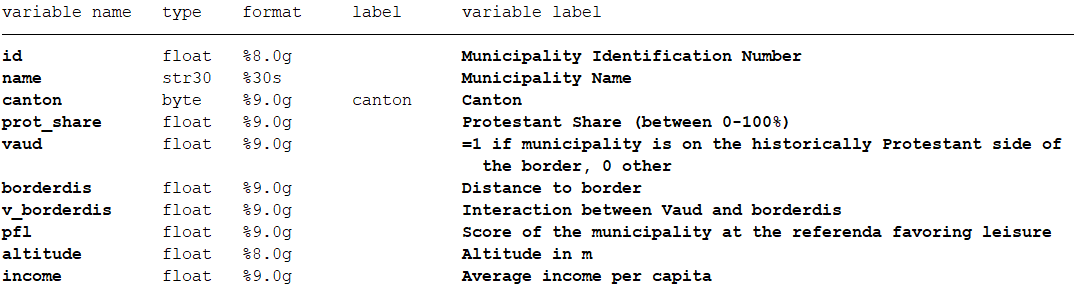 variable name   type    format     label      variable label
id              float   %8.0g                 Municipality Identification Number
name            str30   %30s                  Municipality Name
canton          byte    %9.0g      canton     Canton
prot_share      float   %9.0g                 Protestant Share (between 0-100%)
vaud            float   %9.0g                 =1 if municipality is on the historically Protestant side of
the border, 0 other
borderdis       float   %9.0g                 Distance to border
v_borderdis     float   %9.0g                 Interaction between Vaud and borderdis
pfl             float   %9.0g                 Score of the municipality at the referenda favoring leisure
altitude        float   %8.0g                 Altitude in m
income          float   %9.0g                 Average income per capita